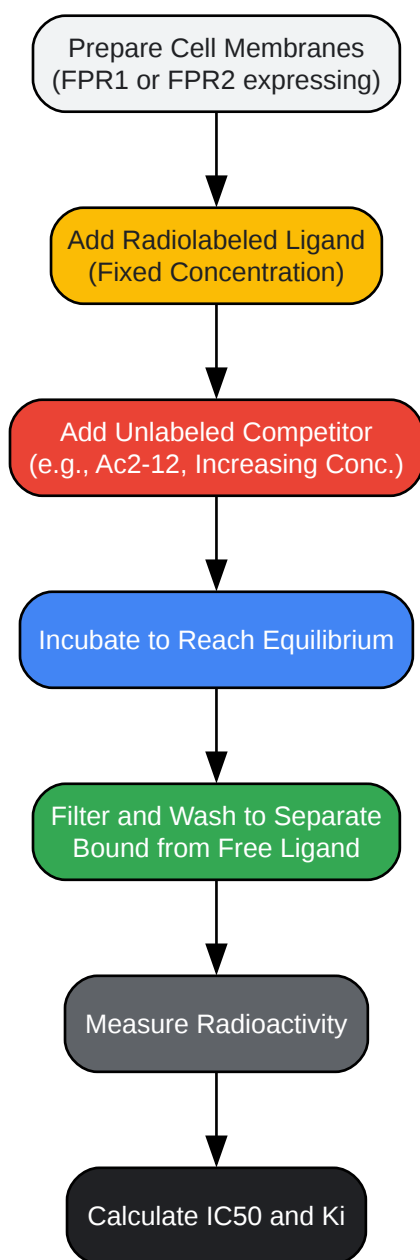 Prepare Cell Membranes
(FPR1 or FPR2 expressing)
Add Radiolabeled Ligand
(Fixed Concentration)
Add Unlabeled Competitor
(e.g., Ac2-12, Increasing Conc.)
Incubate to Reach Equilibrium
Filter and Wash to Separate
Bound from Free Ligand
Measure Radioactivity
Calculate IC50 and Ki